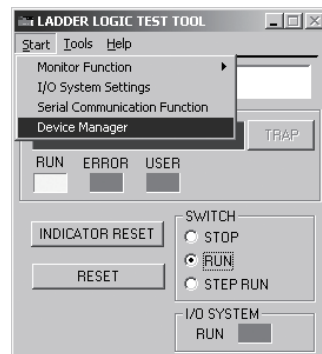 LADDER LOGIC TEST TOOL
Start Tools Help
Monitor Function
I/O System Settings
Serial Communication Function
Device Manager
TRAP
RUN ERROR USER
INDICATOR RESET
RESET
SWITCH
STOP
RUN
STEP RUN
I/O SYSTEM
RUN